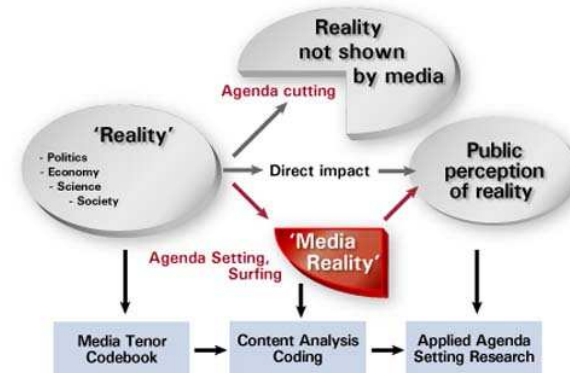 Reality
not shown
by media
Agenda cutting
'Reality'
- Politics
- Economy
- Science
- Society
Direct impact
Public
perception
of reality
Agenda Setting,
Surfing
'Media
Reality'
Media Tenor
Codebook
Content Analysis
Coding
Applied Agenda
Setting Research